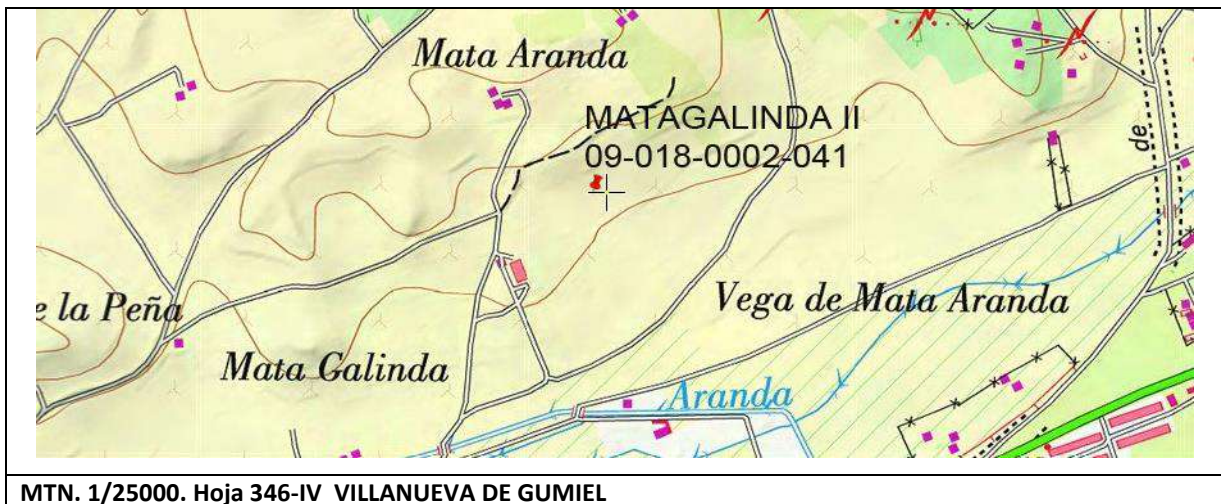 Mata Aranda
MATAGALINDA II
09-018-0002-041
de
e la Peña
Vega de Mata Aranda
Mata Galinda
Aranda
MTN. 1/25000. Hoja 346-IV VILLANUEVA DE GUMIEL